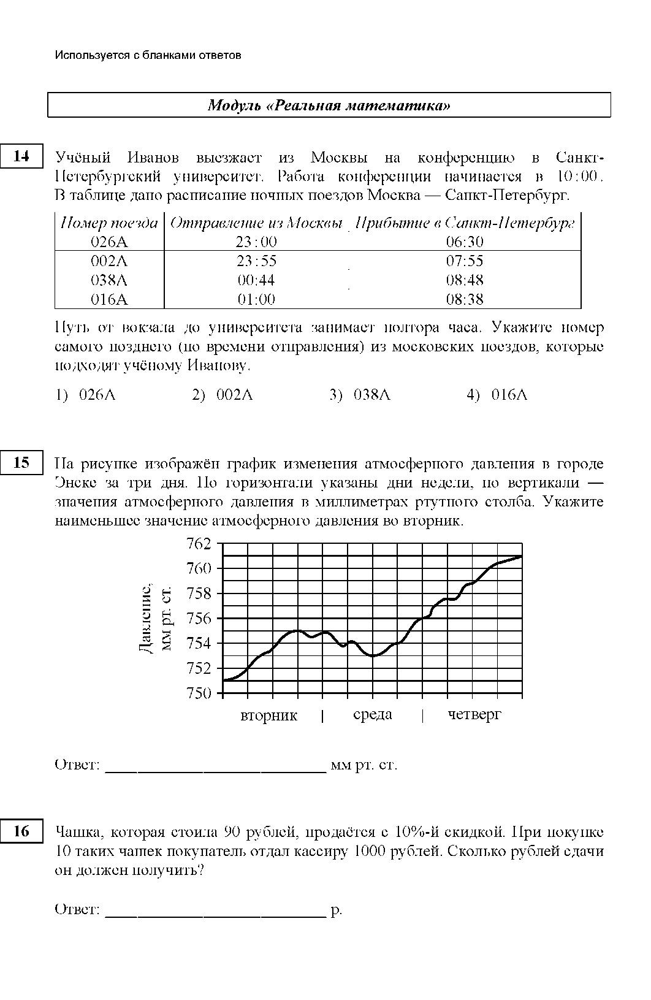 Используется с бланками ответов
Модуль «Реальная математика»
14
Учёный Иванов выезжает из Москвы на конференцию в Санкт-
Петербургский университет. Работа конференции начинается в 10:00.
В таблице дано расписание ночных поездов Москва — Санкт-Петербург.
Номер поезда Отправление из Москвы Прибытие в Санкт-Петербург
026А 23:00 06:30
002А 23:55 07:55
038А 00:44 08:48
016А 01:00 08:38
Путь от вокзала до университета занимает полтора часа. Укажите номер
самого позднего (по времени отправления) из московских поездов, которые
подходят учёному Иванову.
1) 026А 2) 002А 3) 038А 4) 016А
15
На рисунке изображён график изменения атмосферного давления в городе
Энске за три дня. По горизонтали указаны дни недели, по вертикали —
значения атмосферного давления в миллиметрах ртутного столба. Укажите
наименьшее значение атмосферного давления во вторник.
Давление,
мм рт. ст.
762
760
758
756
754
752
750
вторник | среда | четверг
Ответ: ___________________________ мм рт. ст.
16
Чашка, которая стоила 90 рублей, продаётся с 10%-й скидкой. При покупке
10 таких чашек покупатель отдал кассиру 1000 рублей. Сколько рублей сдачи
он должен получить?
Ответ: ___________________________ р.